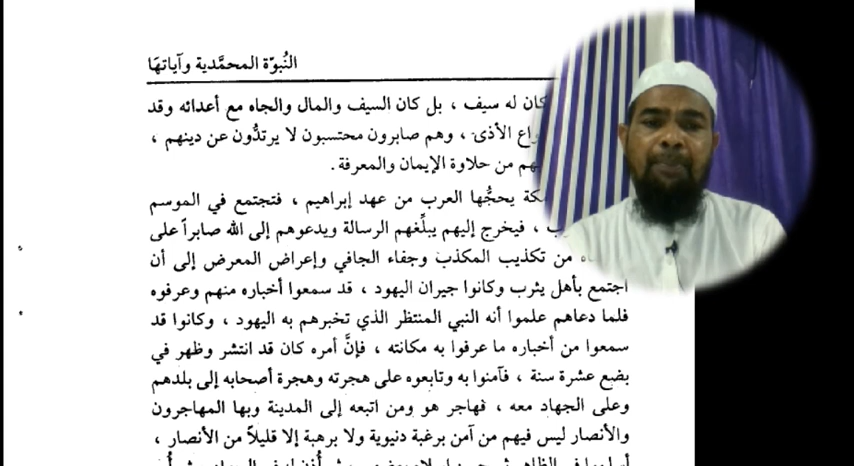 النُبوّة المحمَّدية وآياتهَا
كان له سيف ، بل كان السيف والمال والجاه مع أعدائه وقد
الأذى ، وهم صابرون محتسبون لا يرتدُّون عن دينهم ،
من حلاوة الإيمان والمعرفة .
يحجُّها العرب من عهد إبراهيم ، فتجتمع في الموسم
، فيخرج إليهم يبلِّغهم الرسالة ويدعوهم إلى الله صابراً على
من تكذيب المكذب وجفاء الجافي وإعراض المعرض إلى أن
اجتمع بأهل يثرب وكانوا جيران اليهود ، قد سمعوا أخباره منهم وعرفوه
فلما دعاهم علموا أنه النبي المنتظر الذي تخبرهم به اليهود ، وكانوا قد
سمعوا من أخباره ما عرفوا به مكانته ، فإنَّ أمره كان قد انتشر وظهر في
بضع عشرة سنة ، فآمنوا به وتابعوه على هجرته وهجرة أصحابه إلى بلدهم
وعلى الجهاد معه ، فهاجر هو ومن اتبعه إلى المدينة وبها المهاجرون
والأنصار ليس فيهم من آمن برغبة دنيوية ولا برهبة إلا قليلاً من الأنصار ،